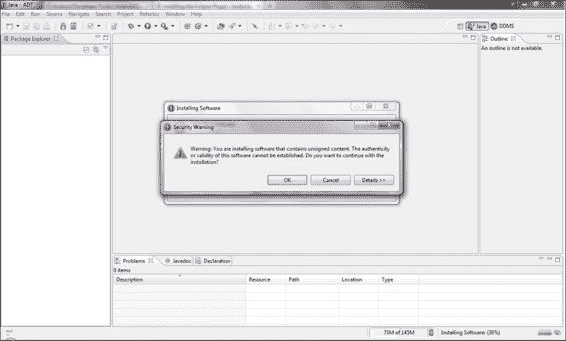 Java - ADT
File Edit Run Source Navigate Search Project Refactor Window Help
Java DDMS
Package Explorer
Outline
An outline is not available.
Installing Software
Security Warning
Warning: You are installing software that contains unsigned content. The authenticity
or validity of this software cannot be established. Do you want to continue with the
installation?
OK Cancel Details >>
Problems Javadoc Declaration
0 items
Description Resource Path Location Type
75M of 145M Installing Software: (39%)